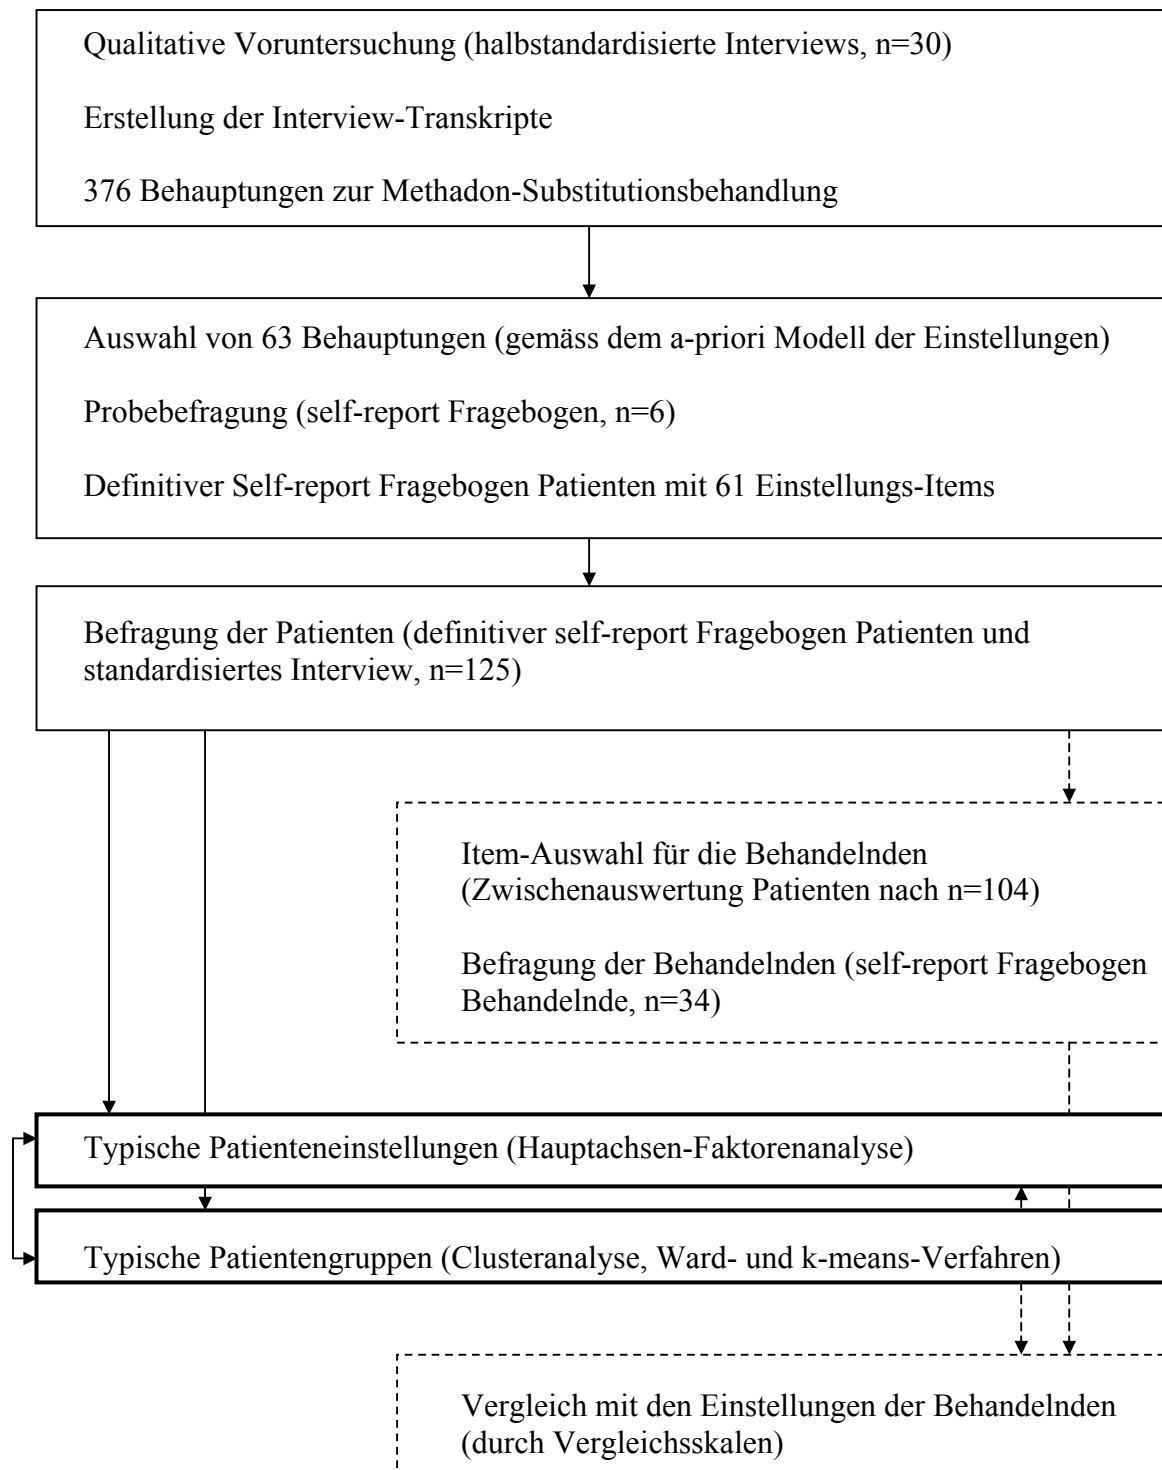 Qualitative Voruntersuchung (halbstandardisierte Interviews, n=30)
Erstellung der Interview-Transkripte
376 Behauptungen zur Methadon-Substitutionsbehandlung
Auswahl von 63 Behauptungen (gemäss dem a-priori Modell der Einstellungen)
Probebefragung (self-report Fragebogen, n=6)
Definitiver Self-report Fragebogen Patienten mit 61 Einstellungs-Items
Befragung der Patienten (definitiver self-report Fragebogen Patienten und
standardisiertes Interview, n=125)
Item-Auswahl für die Behandelnden
(Zwischenauswertung Patienten nach n=104)
Befragung der Behandelnden (self-report Fragebogen
Behandelnde, n=34)
Typische Patienteneinstellungen (Hauptachsen-Faktorenanalyse)
Typische Patientengruppen (Clusteranalyse, Ward- und k-means-Verfahren)
Vergleich mit den Einstellungen der Behandelnden
(durch Vergleichsskalen)